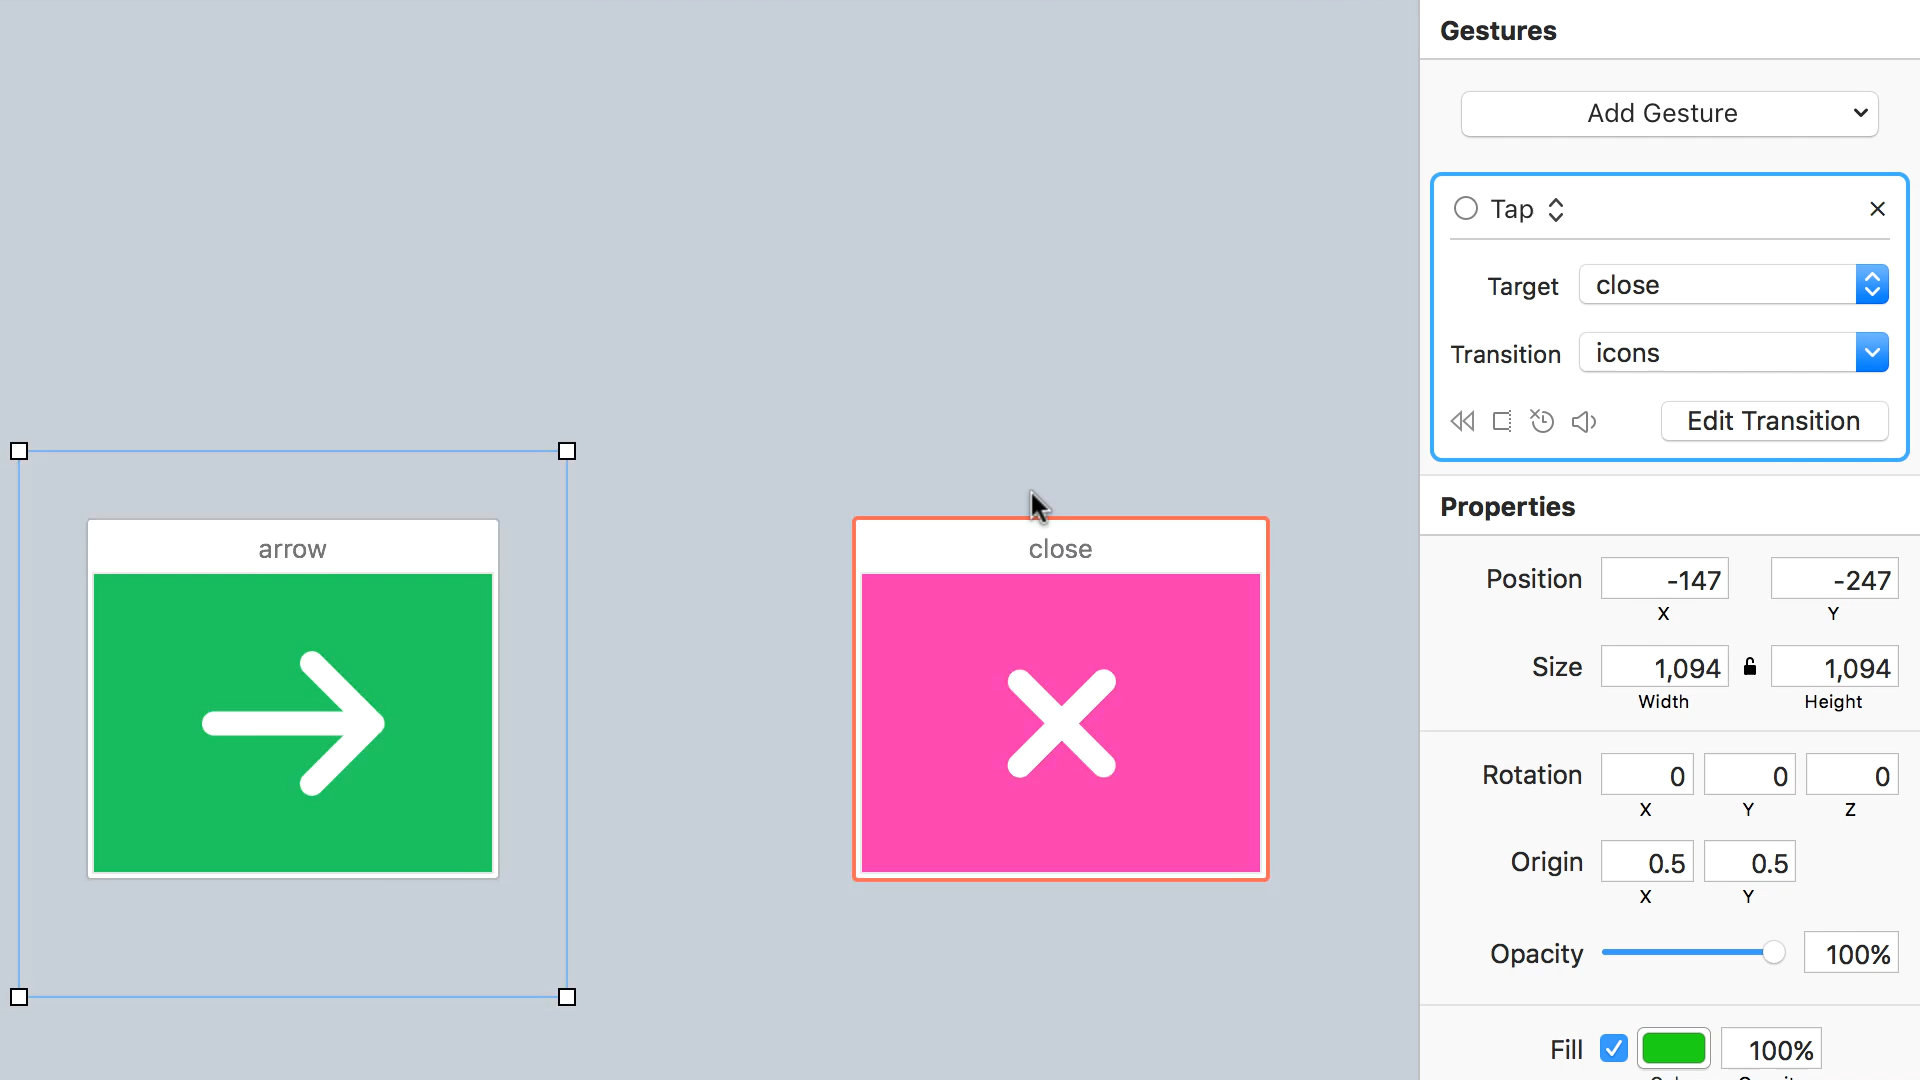 Gestures
Add Gesture
Tap
Target close
Transition icons
Edit Transition
arrow
close
Properties
Position -147 -247
X Y
Size 1,094 1,094
Width Height
Rotation 0 0 0
X Y Z
Origin 0.5 0.5
X Y
Opacity 100%
Fill 100%